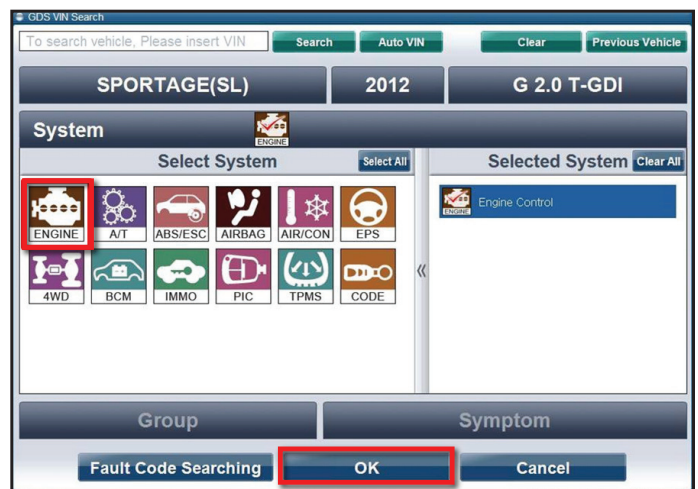 GDS VIN Search
To search vehicle, Please insert VIN Search Auto VIN Clear Previous Vehicle
SPORTAGE(SL) 2012 G 2.0 T-GDI
System ENGINE
Select System Select All Selected System Clear All
ENGINE A/T ABS/ESC AIRBAG AIR/CON EPS
ENGINE Engine Control
4WD BCM IMMO PIC TPMS CODE
«
Group Symptom
Fault Code Searching OK Cancel